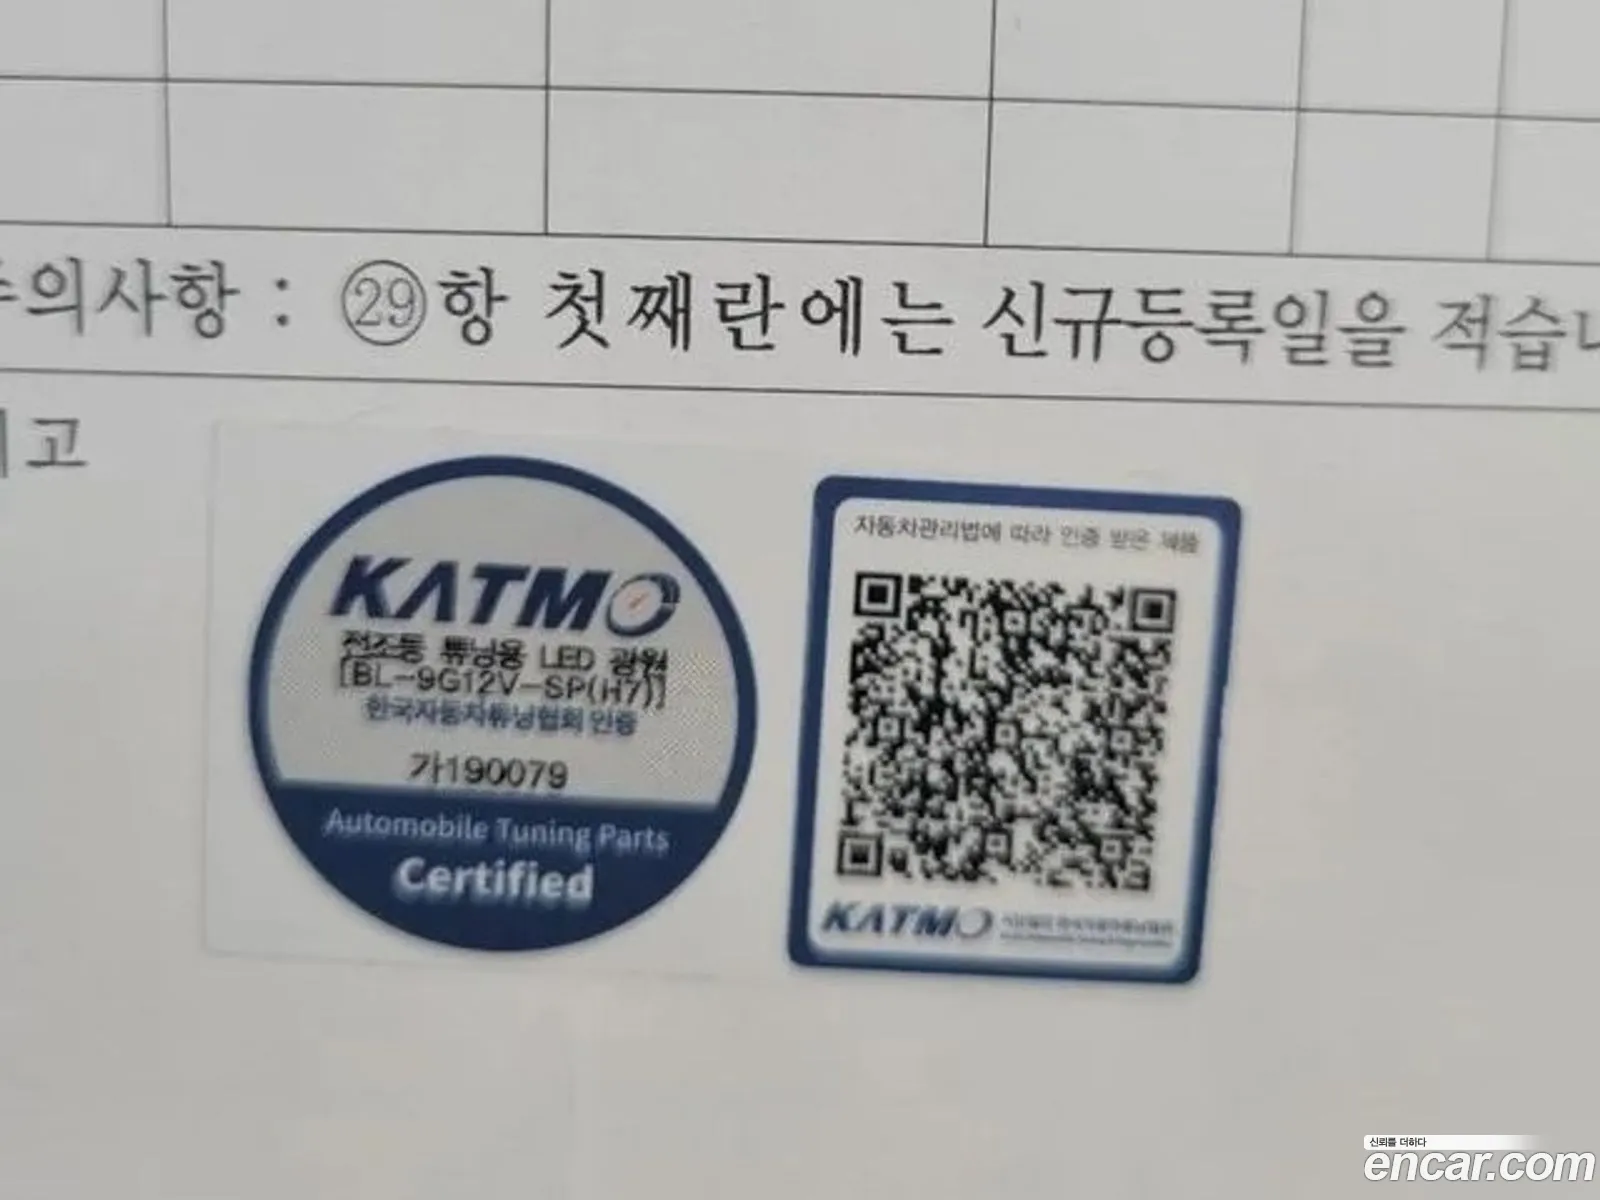 주의사항 : ㉙항 첫째란에는 신규등록일을 적습니
비고
KATMO
전조등 튜닝용 LED 광원
[BL-9G12V-SP(H7)]
한국자동차튜닝협회 인증
가190079
Automobile Tuning Parts
Certified
자동차관리법에 따라 인증 받은 제품
KATMO
신뢰를 더하다
encar.com